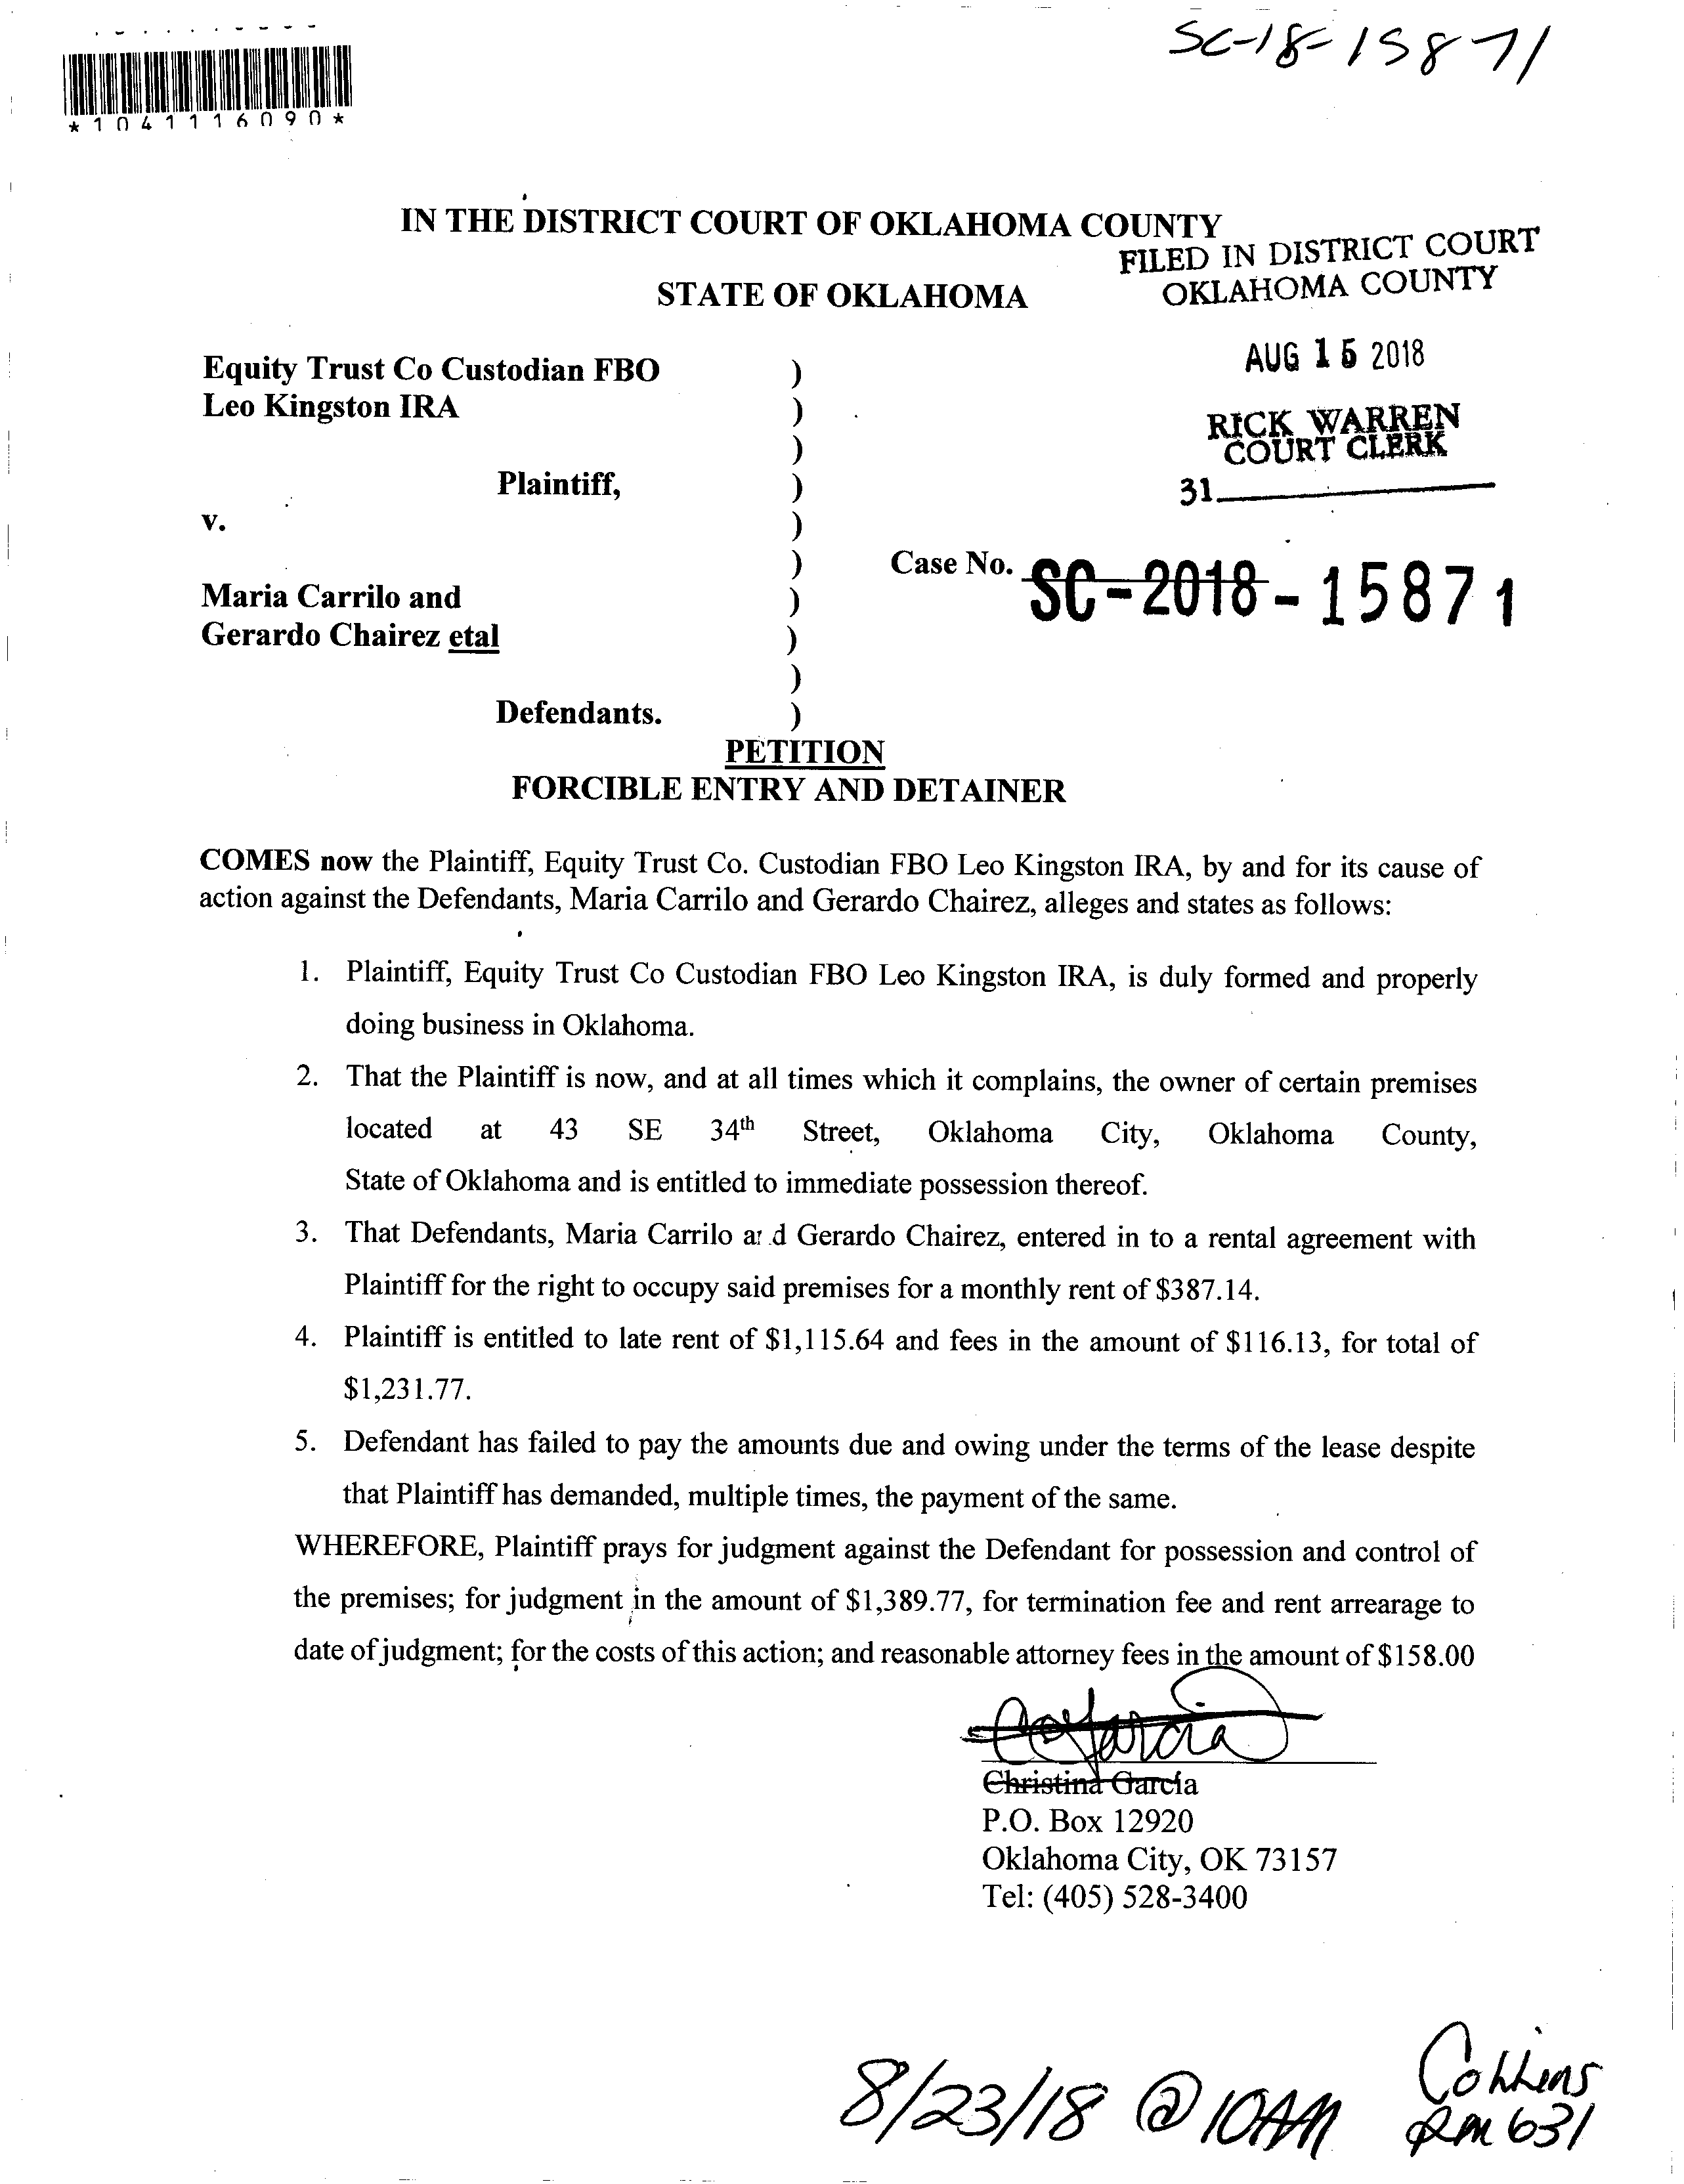 SC-18-15871
*1041116090*
IN THE DISTRICT COURT OF OKLAHOMA COUNTY
FILED IN DISTRICT COURT
OKLAHOMA COUNTY
STATE OF OKLAHOMA
AUG 15 2018
RICK WARREN
COURT CLERK
31
Equity Trust Co Custodian FBO )
Leo Kingston IRA )
)
Plaintiff, )
v. )
) Case No. SC-2018-15871
Maria Carrilo and )
Gerardo Chairez etal )
)
Defendants. )
PETITION
FORCIBLE ENTRY AND DETAINER
COMES now the Plaintiff, Equity Trust Co. Custodian FBO Leo Kingston IRA, by and for its cause of
action against the Defendants, Maria Carrilo and Gerardo Chairez, alleges and states as follows:
1. Plaintiff, Equity Trust Co Custodian FBO Leo Kingston IRA, is duly formed and properly
doing business in Oklahoma.
2. That the Plaintiff is now, and at all times which it complains, the owner of certain premises
located at 43 SE 34th Street, Oklahoma City, Oklahoma County,
State of Oklahoma and is entitled to immediate possession thereof.
3. That Defendants, Maria Carrilo and Gerardo Chairez, entered in to a rental agreement with
Plaintiff for the right to occupy said premises for a monthly rent of $387.14.
4. Plaintiff is entitled to late rent of $1,115.64 and fees in the amount of $116.13, for total of
$1,231.77.
5. Defendant has failed to pay the amounts due and owing under the terms of the lease despite
that Plaintiff has demanded, multiple times, the payment of the same.
WHEREFORE, Plaintiff prays for judgment against the Defendant for possession and control of
the premises; for judgment in the amount of $1,389.77, for termination fee and rent arrearage to
date of judgment; for the costs of this action; and reasonable attorney fees in the amount of $158.00
Christina Garcia
P.O. Box 12920
Oklahoma City, OK 73157
Tel: (405) 528-3400
8/23/18 @ 10AM
Collins
RM 631